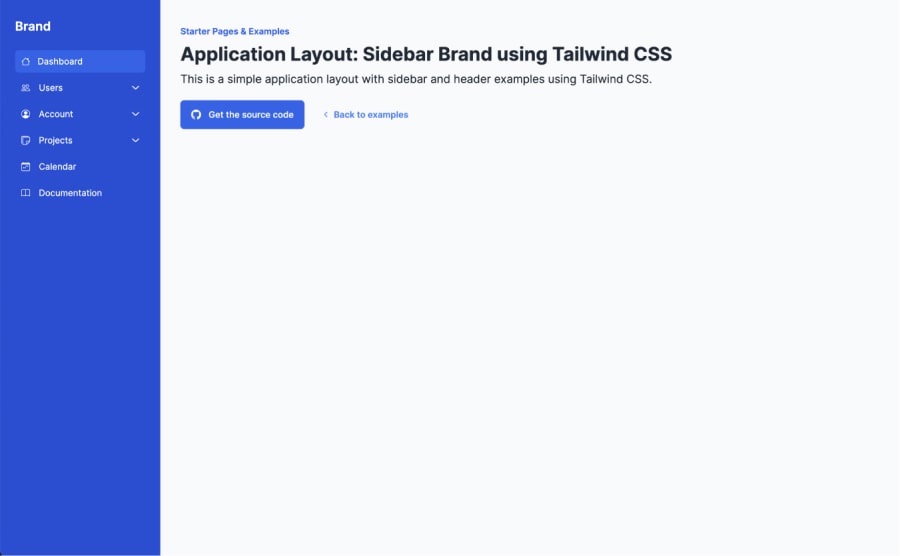 Brand
Dashboard
Users
Account
Projects
Calendar
Documentation
Starter Pages & Examples
Application Layout: Sidebar Brand using Tailwind CSS
This is a simple application layout with sidebar and header examples using Tailwind CSS.
Get the source code
Back to examples